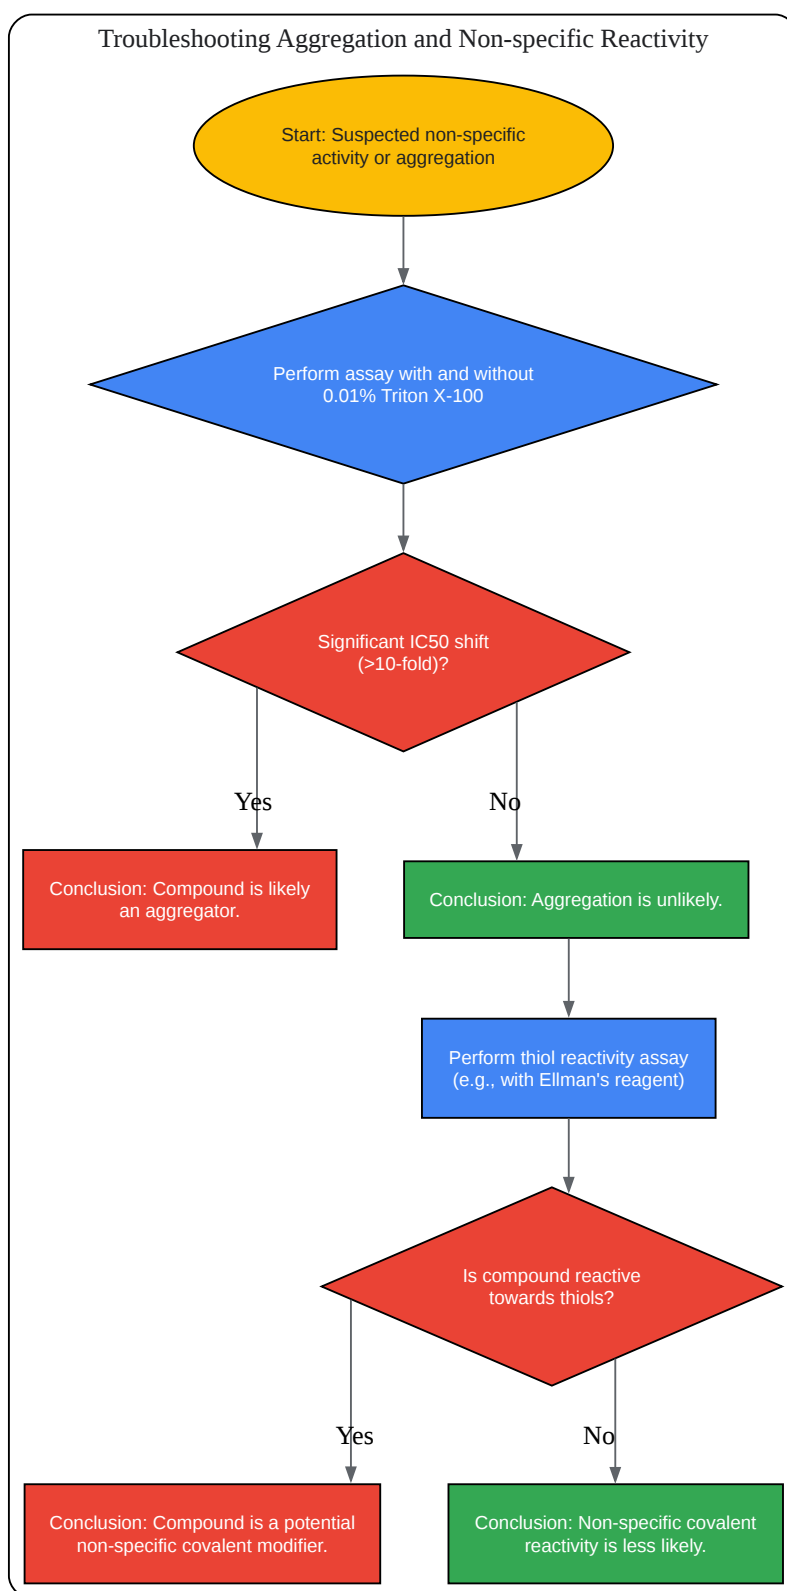 Troubleshooting Aggregation and Non-specific Reactivity
Start: Suspected non-specific
activity or aggregation
Perform assay with and without
0.01% Triton X-100
Significant IC50 shift
(>10-fold)?
Yes
No
Conclusion: Compound is likely
an aggregator.
Conclusion: Aggregation is unlikely.
Perform thiol reactivity assay
(e.g., with Ellman's reagent)
Is compound reactive
towards thiols?
Yes
No
Conclusion: Compound is a potential
non-specific covalent modifier.
Conclusion: Non-specific covalent
reactivity is less likely.